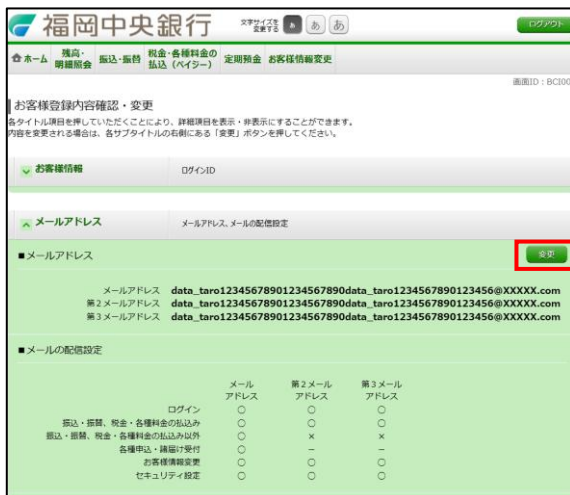 福岡中央銀行 文字サイズを変更する あ あ あ ログアウト
ホーム 残高・明細照会 振込・振替 税金・各種料金の払込(ペイジー) 定期預金 お客様情報変更
画面ID:BCI00
お客様登録内容確認・変更
各タイトル項目を押していただくことにより、詳細項目を表示・非表示にすることができます。
内容を変更される場合は、各サブタイトルの右側にある「変更」ボタンを押してください。
お客様情報 ログインID
メールアドレス メールアドレス、メールの配信設定
■メールアドレス 変更
メールアドレス data_taro12345678901234567890data_taro1234567890123456@XXXXX.com
第2メールアドレス data_taro12345678901234567890data_taro1234567890123456@XXXXX.com
第3メールアドレス data_taro12345678901234567890data_taro1234567890123456@XXXXX.com
■メールの配信設定
メールアドレス 第2メールアドレス 第3メールアドレス
ログイン ○ ○ ○
振込・振替、税金・各種料金の払込み ○ ○ ○
振込・振替、税金・各種料金の払込み以外 ○ × ×
各種申込・諸届け受付 ○ − −
お客様情報変更 ○ ○ ○
セキュリティ設定 ○ ○ ○